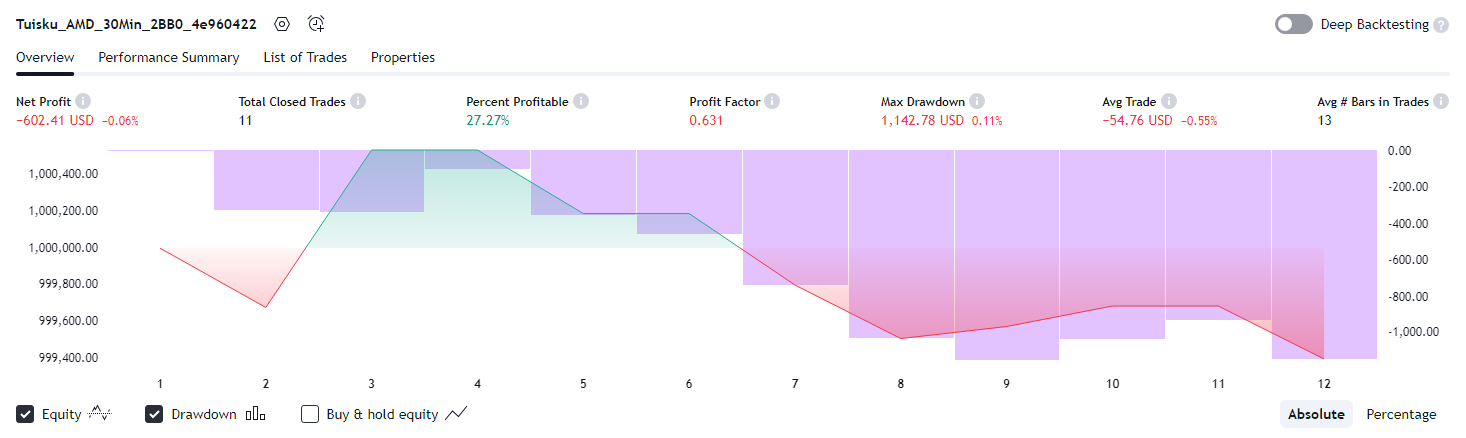 Tuisku_AMD_30Min_2BB0_4e960422 Deep Backtesting
Overview Performance Summary List of Trades Properties
Net Profit Total Closed Trades Percent Profitable Profit Factor Max Drawdown Avg Trade Avg # Bars in Trades
−602.41 USD −0.06% 11 27.27% 0.631 1,142.78 USD 0.11% −54.76 USD −0.55% 13
0.00
1,000,400.00
-200.00
1,000,200.00
-400.00
1,000,000.00
-600.00
999,800.00
-800.00
999,600.00
-1,000.00
999,400.00
1 2 3 4 5 6 7 8 9 10 11 12
Equity Drawdown Buy & hold equity Absolute Percentage